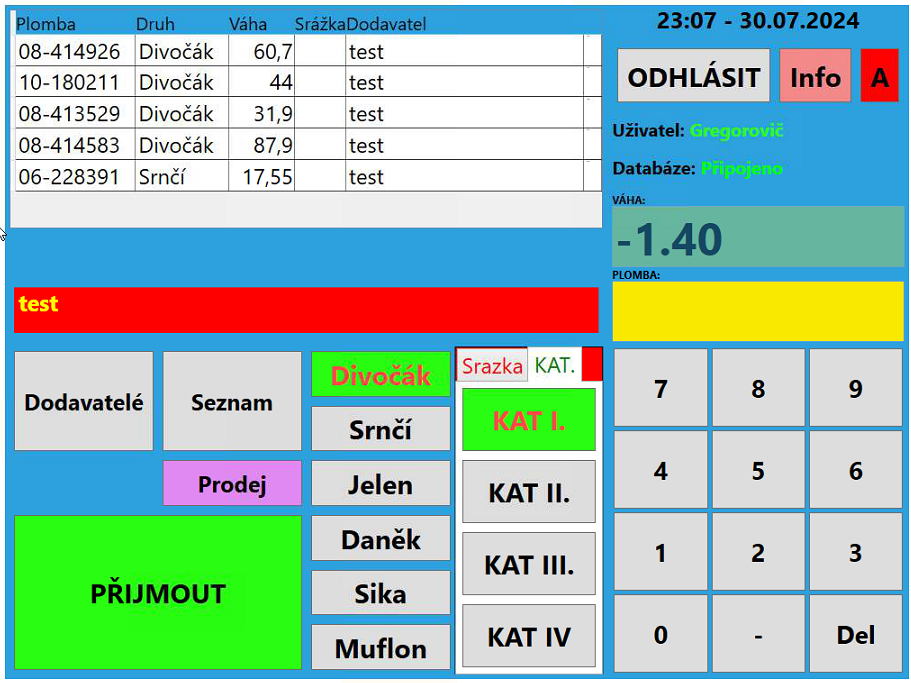 Plomba Druh Váha Srážka Dodavatel
08-414926 Divočák 60,7 test
10-180211 Divočák 44 test
08-413529 Divočák 31,9 test
08-414583 Divočák 87,9 test
06-228391 Srnčí 17,55 test
23:07 - 30.07.2024
ODHLÁSIT Info A
Uživatel: Gregorovič
Databáze: Připojeno
VÁHA:
-1.40
PLOMBA:
test
Dodavatelé Seznam
Prodej
PŘIJMOUT
Divočák
Srnčí
Jelen
Daněk
Sika
Muflon
Srazka KAT.
KAT I.
KAT II.
KAT III.
KAT IV
7 8 9
4 5 6
1 2 3
0 - Del